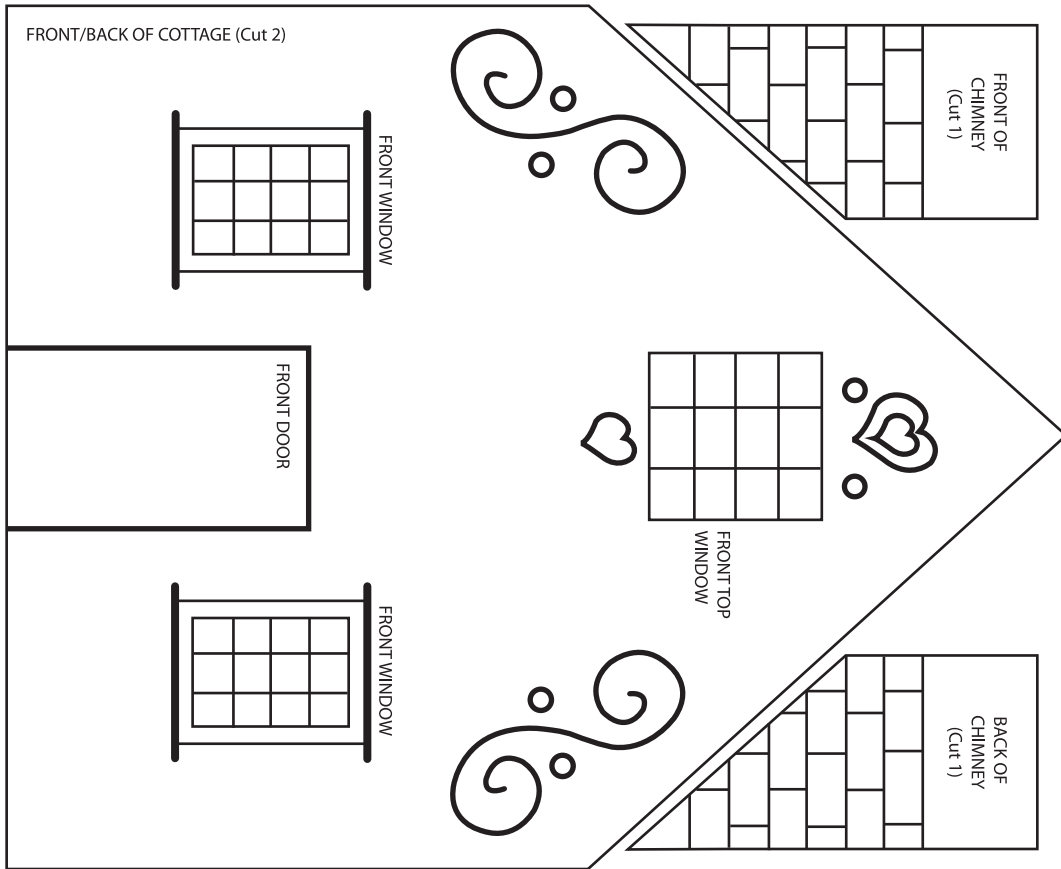 FRONT/BACK OF COTTAGE (Cut 2)
FRONT OF
CHIMNEY
(Cut 1)
FRONT WINDOW
FRONT DOOR
FRONT TOP
WINDOW
FRONT WINDOW
BACK OF
CHIMNEY
(Cut 1)